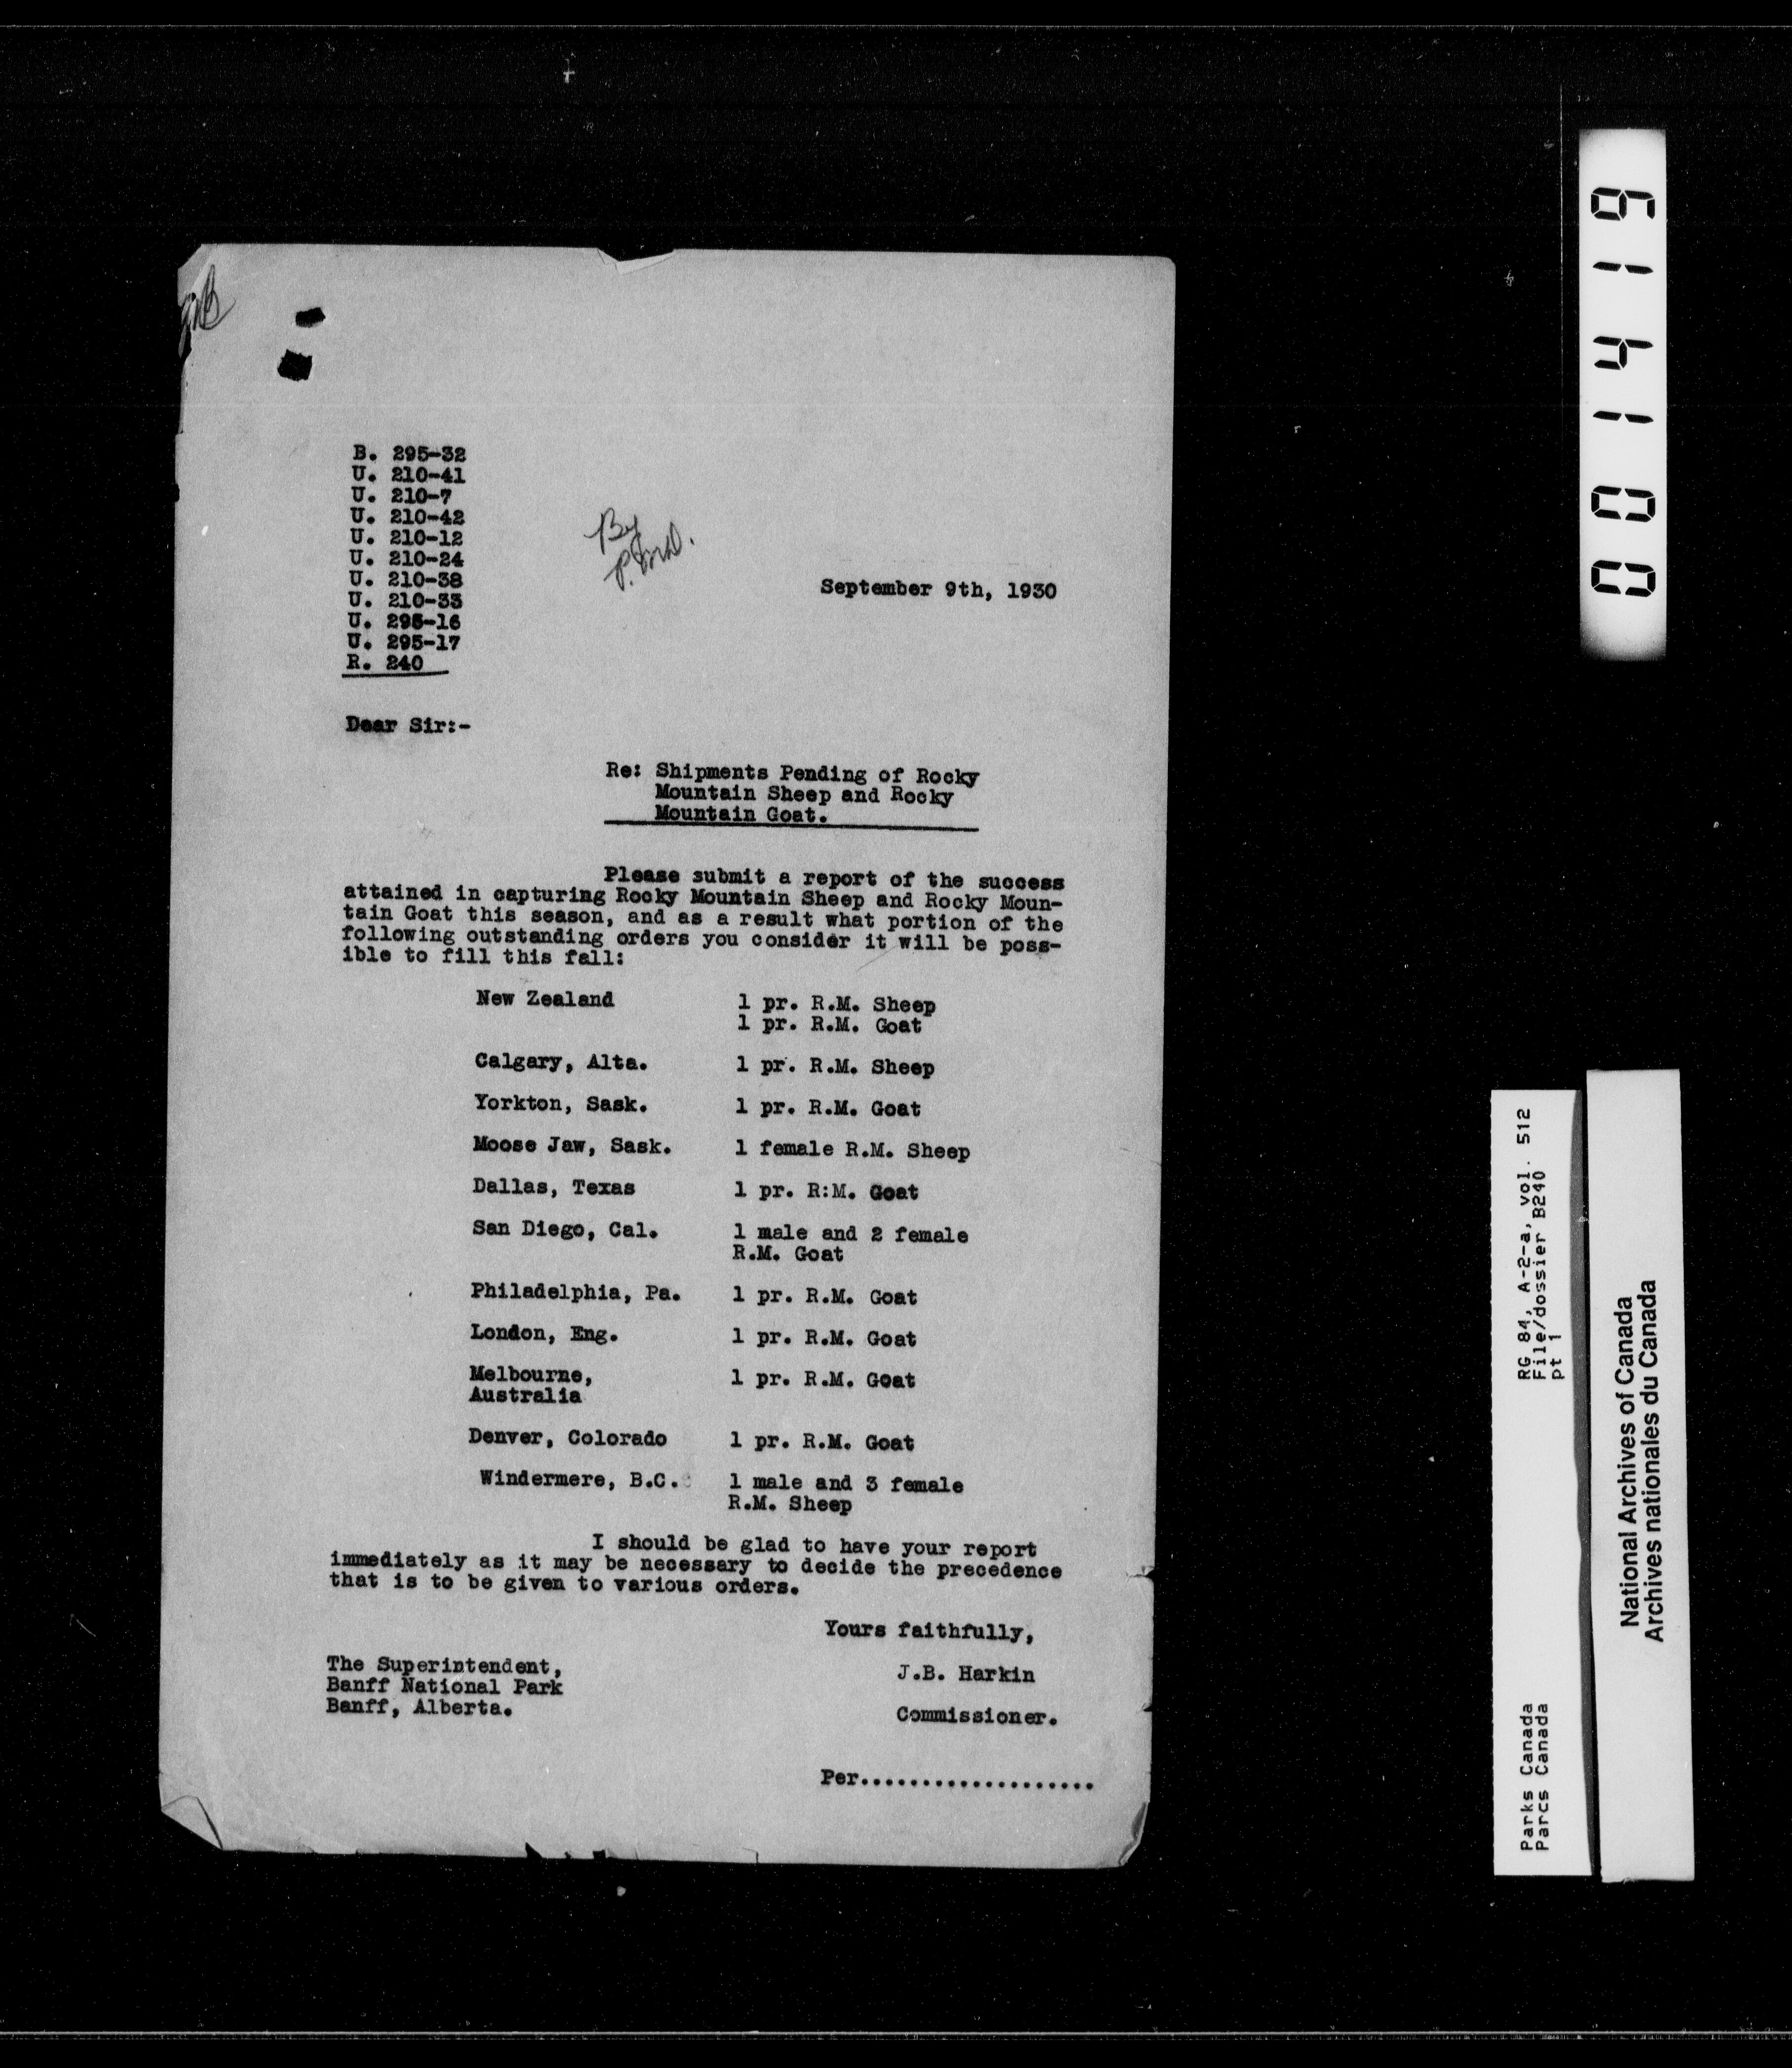 B. 295-32
U. 210-41
U. 210-7
U. 210-42
U. 210-12
U. 210-24
U. 210-38
U. 210-33
U. 295-16
U. 295-17
R. 240
By
September 9th, 1930
Dear Sir:-
Re: Shipments Pending of Rocky
Mountain Sheep and Rocky
Mountain Goat.
Please submit a report of the success
attained in capturing Rocky Mountain Sheep and Rocky Moun-
tain Goat this season, and as a result what portion of the
following outstanding orders you consider it will be poss-
ible to fill this fall:
New Zealand 1 pr. R.M. Sheep
1 pr. R.M. Goat
Calgary, Alta. 1 pr. R.M. Sheep
Yorkton, Sask. 1 pr. R.M. Goat
Moose Jaw, Sask. 1 female R.M. Sheep
Dallas, Texas 1 pr. R:M. Goat
San Diego, Cal. 1 male and 2 female
R.M. Goat
Philadelphia, Pa. 1 pr. R.M. Goat
London, Eng. 1 pr. R.M. Goat
Melbourne, 1 pr. R.M. Goat
Australia
Denver, Colorado 1 pr. R.M. Goat
Windermere, B.C. 1 male and 3 female
R.M. Sheep
I should be glad to have your report
immediately as it may be necessary to decide the precedence
that is to be given to various orders.
Yours faithfully,
The Superintendent,
Banff National Park
Banff, Alberta.
J.B. Harkin
Commissioner.
Per...................
001419
RG 84, A-2-a, vol. 512
File/dossier B240
pt 1
Parks Canada
Parcs Canada
National Archives of Canada
Archives nationales du Canada